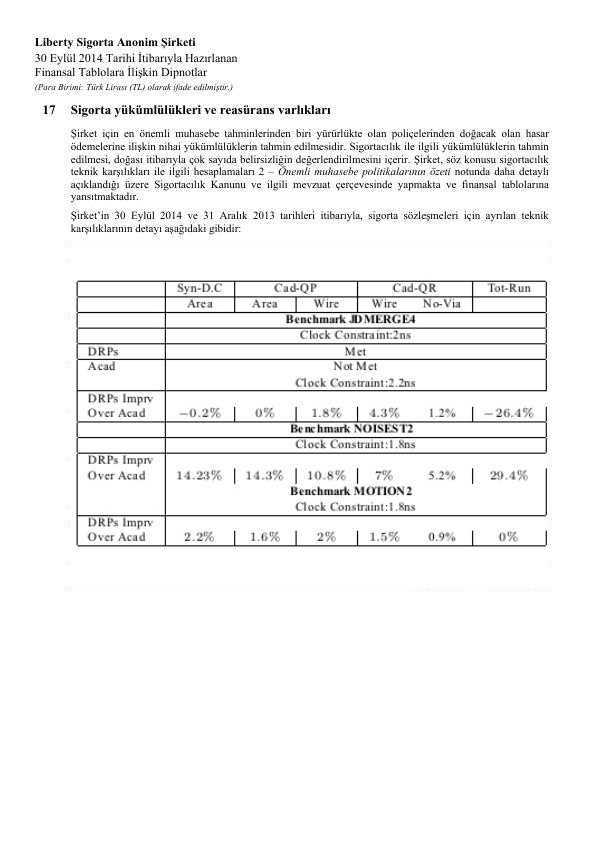 Liberty Sigorta Anonim Şirketi
30 Eylül 2014 Tarihi İtibarıyla Hazırlanan
Finansal Tablolara İlişkin Dipnotlar
(Para Birimi: Türk Lirası (TL) olarak ifade edilmiştir.)
17 Sigorta yükümlülükleri ve reasürans varlıkları
Şirket için en önemli muhasebe tahminlerinden biri yürürlükte olan poliçelerinden doğacak olan hasar
ödemelerine ilişkin nihai yükümlülüklerin tahmin edilmesidir. Sigortacılık ile ilgili yükümlülüklerin tahmin
edilmesi, doğası itibarıyla çok sayıda belirsizliğin değerlendirilmesini içerir. Şirket, söz konusu sigortacılık
teknik karşılıkları ile ilgili hesaplamaları 2 – Önemli muhasebe politikalarının özeti notunda daha detaylı
açıklandığı üzere Sigortacılık Kanunu ve ilgili mevzuat çerçevesinde yapmakta ve finansal tablolarına
yansıtmaktadır.
Şirket'in 30 Eylül 2014 ve 31 Aralık 2013 tarihleri itibarıyla, sigorta sözleşmeleri için ayrılan teknik
karşılıklarının detayı aşağıdaki gibidir:
Syn-D.C Cad-QP Cad-QR Tot-Run
Area Area Wire Wire No-Via
Benchmark JDMERGE4
Clock Constraint:2ns
DRPs Met
Acad Not Met
Clock Constraint:2.2ns
DRPs Imprv
Over Acad −0.2% 0% 1.8% 4.3% 1.2% −26.4%
Benchmark NOISEST2
Clock Constraint:1.8ns
DRPs Imprv
Over Acad 14.23% 14.3% 10.8% 7% 5.2% 29.4%
Benchmark MOTION2
Clock Constraint:1.8ns
DRPs Imprv
Over Acad 2.2% 1.6% 2% 1.5% 0.9% 0%